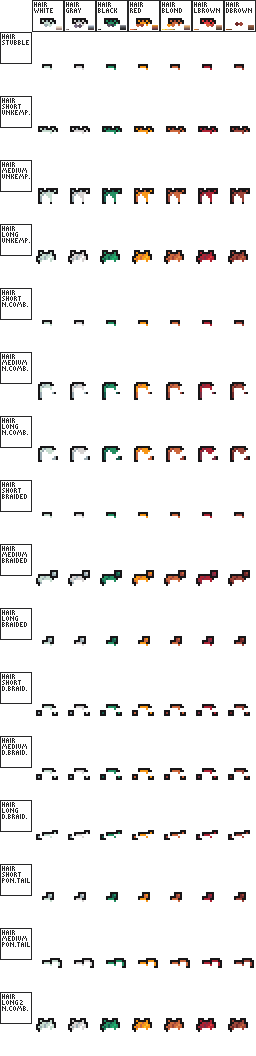 HAIR WHITE
HAIR GRAY
HAIR BLACK
HAIR RED
HAIR BLOND
HAIR LBROWN
HAIR DBROWN
HAIR
STUBBLE
HAIR
SHORT
UNKEMP.
HAIR
MEDIUM
UNKEMP.
HAIR
LONG
UNKEMP.
HAIR
SHORT
N.COMB.
HAIR
MEDIUM
N.COMB.
HAIR
LONG
N.COMB.
HAIR
SHORT
BRAIDED
HAIR
MEDIUM
BRAIDED
HAIR
LONG
BRAIDED
HAIR
SHORT
D.BRAID.
HAIR
MEDIUM
D.BRAID.
HAIR
LONG
D.BRAID.
HAIR
SHORT
PON.TAIL
HAIR
MEDIUM
PON.TAIL
HAIR
LONG2
N.COMB.